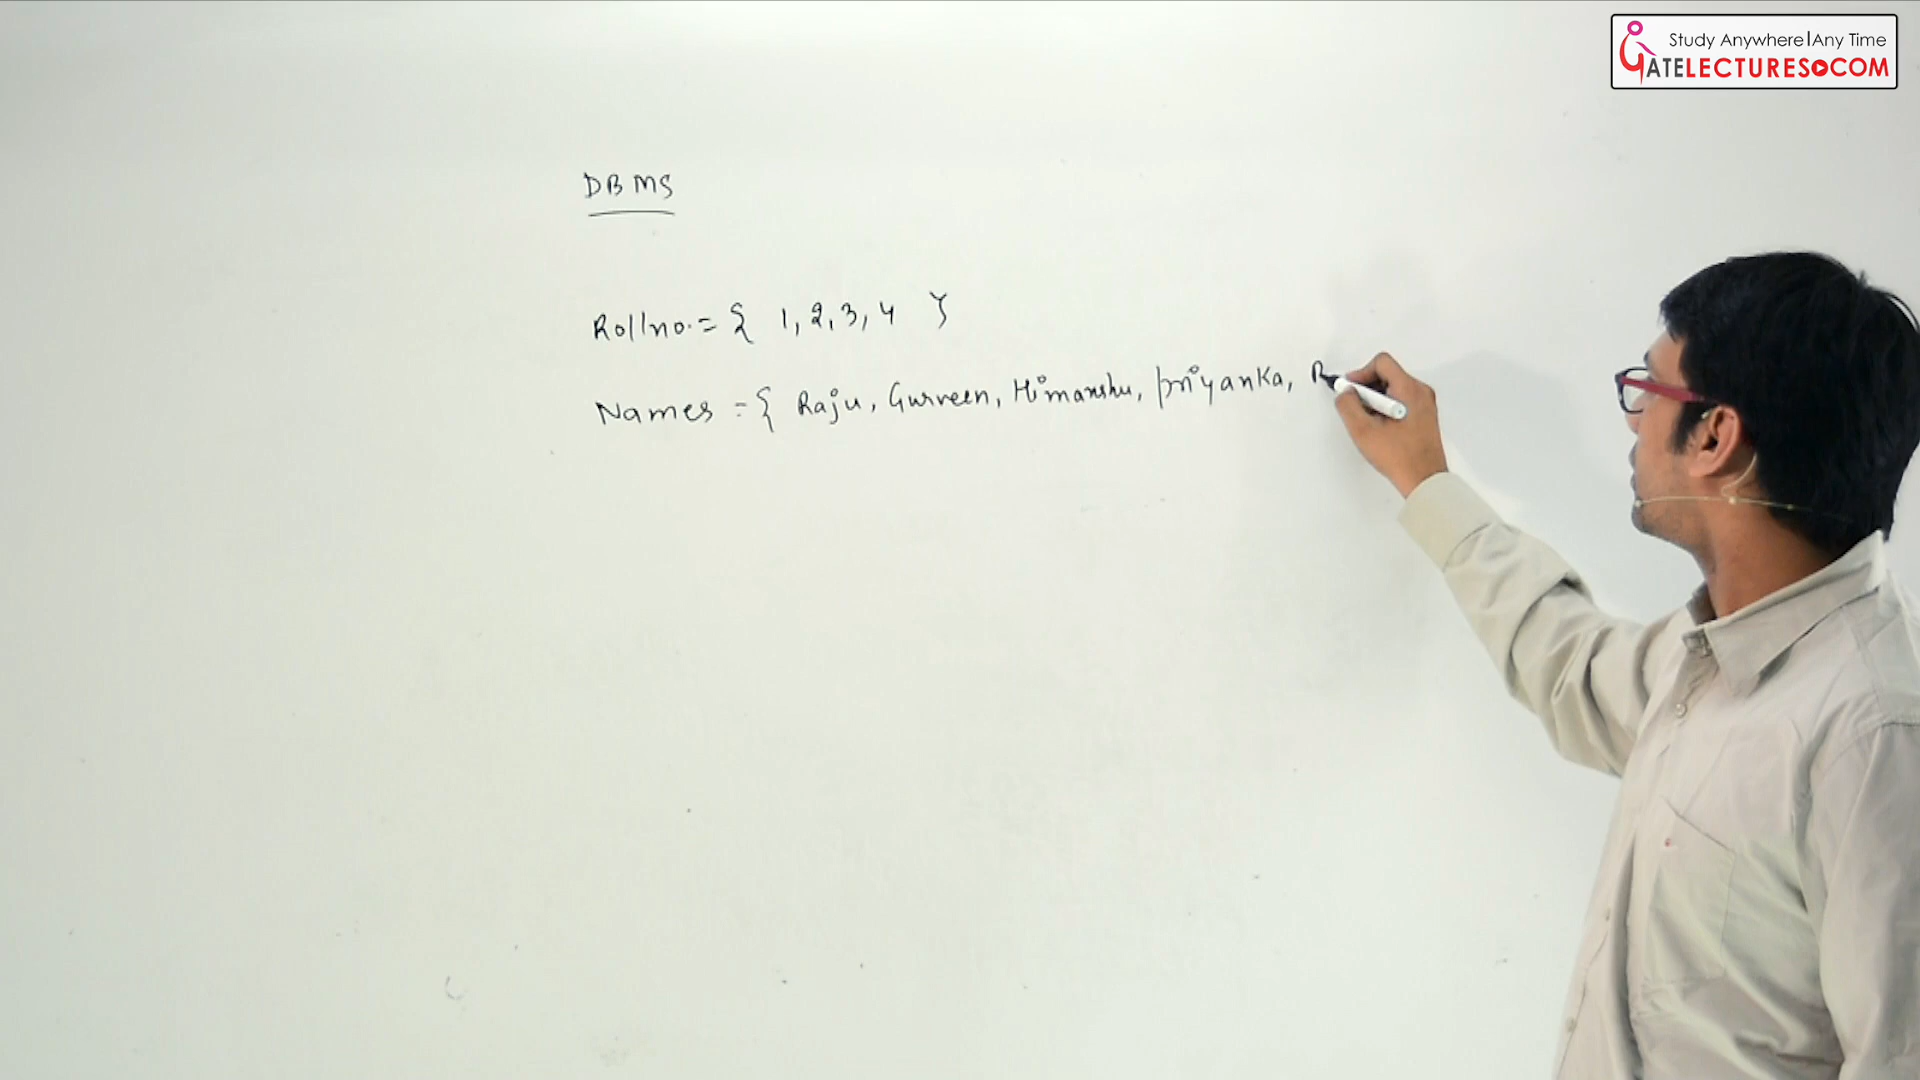 Study Anywhere|Any Time
GATELECTURES.COM
DBMS
Rollno. = { 1, 2, 3, 4 }
Names = { Raju, Gurveen, Himanshu, Priyanka, R